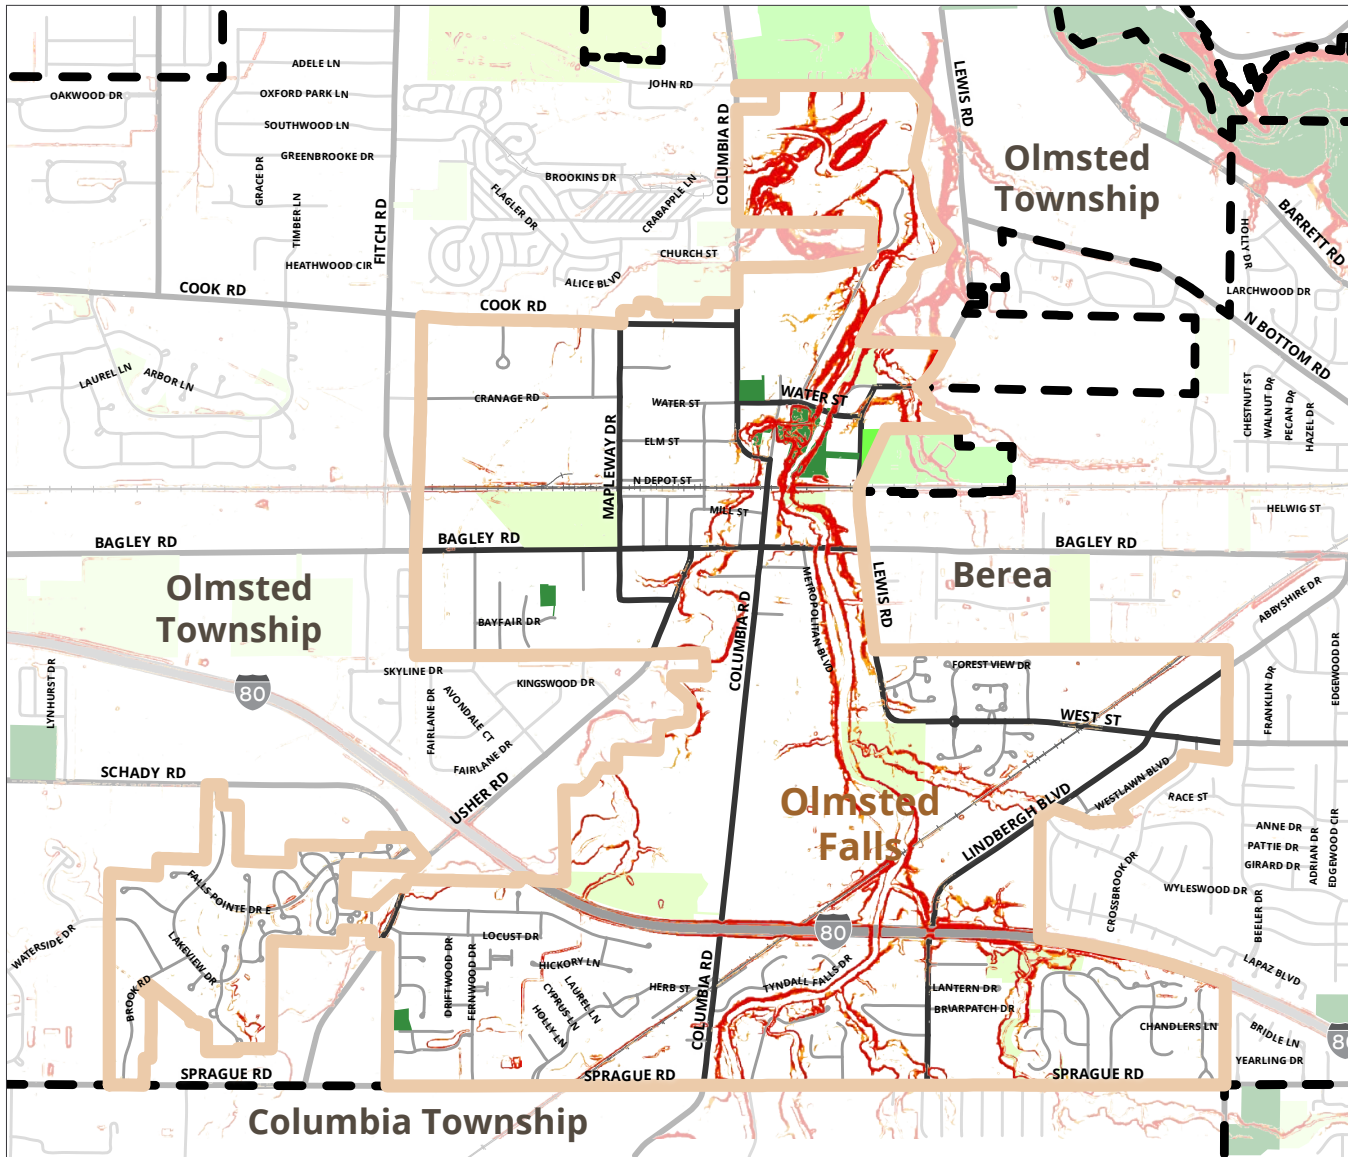 ADELE LN
OAKWOOD DR
OXFORD PARK LN
SOUTHWOOD LN
GREENBROOKE DR
GRACE DR
TIMBER LN
HEATHWOOD CIR
FITCH RD
JOHN RD
COLUMBIA RD
LEWIS RD
BROOKINS DR
FLAGLER DR
CRABAPPLE LN
CHURCH ST
ALICE BLVD
Olmsted
Township
BARRETT RD
HOLLY DR
LARCHWOOD DR
N BOTTOM RD
COOK RD
COOK RD
LAUREL LN
ARBOR LN
CRANAGE RD
WATER ST
WATER ST
ELM ST
N DEPOT ST
MAPLEWAY DR
MILL ST
CHESTNUT ST
WALNUT DR
PECAN DR
HAZEL DR
HELWIG ST
BAGLEY RD
BAGLEY RD
BAGLEY RD
Olmsted
Township
Berea
ABBYSHIRE DR
BAYFAIR DR
COLUMBIA RD
METROPOLITAN BLVD
LEWIS RD
LYNHURST DR
80
SKYLINE DR
KINGSWOOD DR
FAIRLANE DR
AVONDALE CT
FAIRLANE DR
FOREST VIEW DR
WEST ST
FRANKLIN DR
EDGEWOOD DR
SCHADY RD
USHER RD
Olmsted
Falls
LINDBERGH BLVD
WESTLAWN BLVD
RACE ST
ANNE DR
PATTIE DR
GIRARD DR
ADRIAN DR
EDGEWOOD CIR
WYLESWOOD DR
CROSSBROOK DR
BEELER DR
FALLS POINTE DR E
LAKEVIEW DR
WATERSIDE DR
BROOK RD
LOCUST DR
DRIFTWOOD DR
FERNWOOD DR
HICKORY LN
LAUREL LN
CYPRUS LN
HOLLY LN
HERB ST
COLUMBIA RD
TYNDALL FALLS DR
80
LANTERN DR
BRIARPATCH DR
CHANDLERS LN
LAPAZ BLVD
BRIDLE LN
YEARLING DR
8
SPRAGUE RD
SPRAGUE RD
SPRAGUE RD
Columbia Township